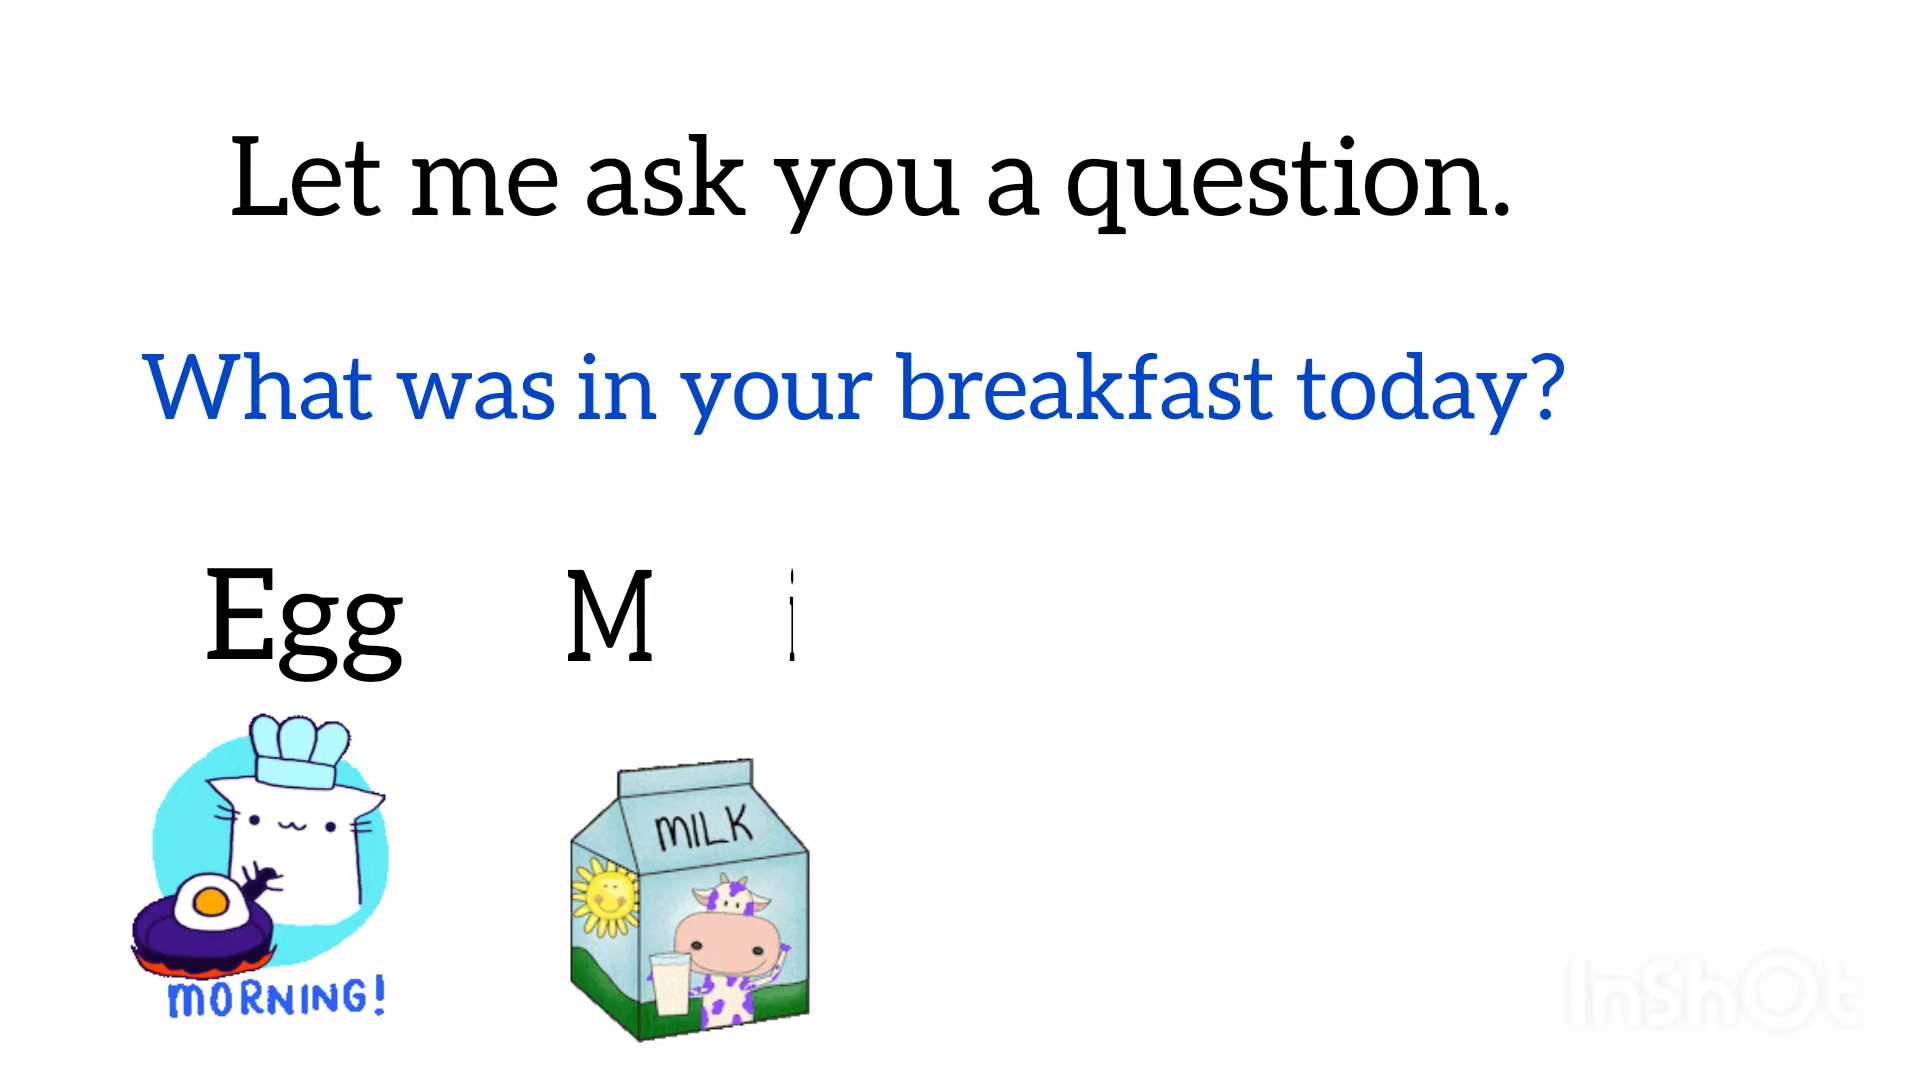 Let me ask you a question.
What was in your breakfast today?
Egg M i
MORNING!
MILK
InShOt